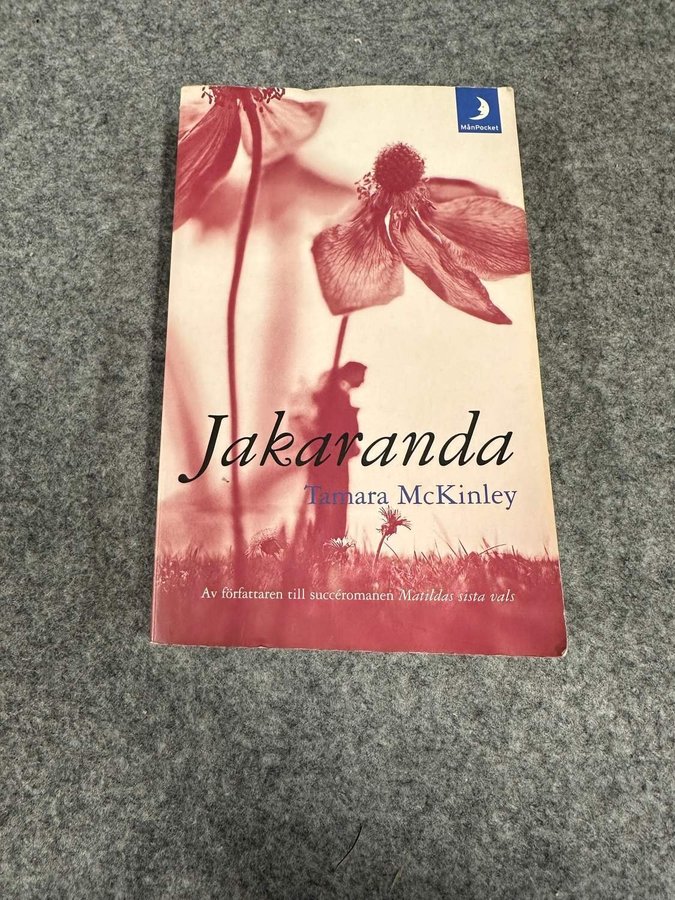 MånPocket
Jakaranda
Tamara McKinley
Av författaren till succéromanen Matildas sista vals